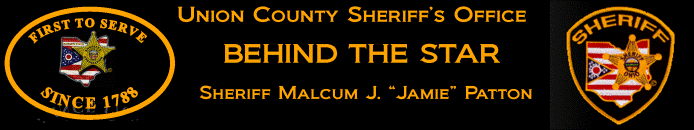 FIRST TO SERVE
SINCE 1788
Union County Sheriff's Office
BEHIND THE STAR
Sheriff Malcum J. “Jamie” Patton
SHERIFF